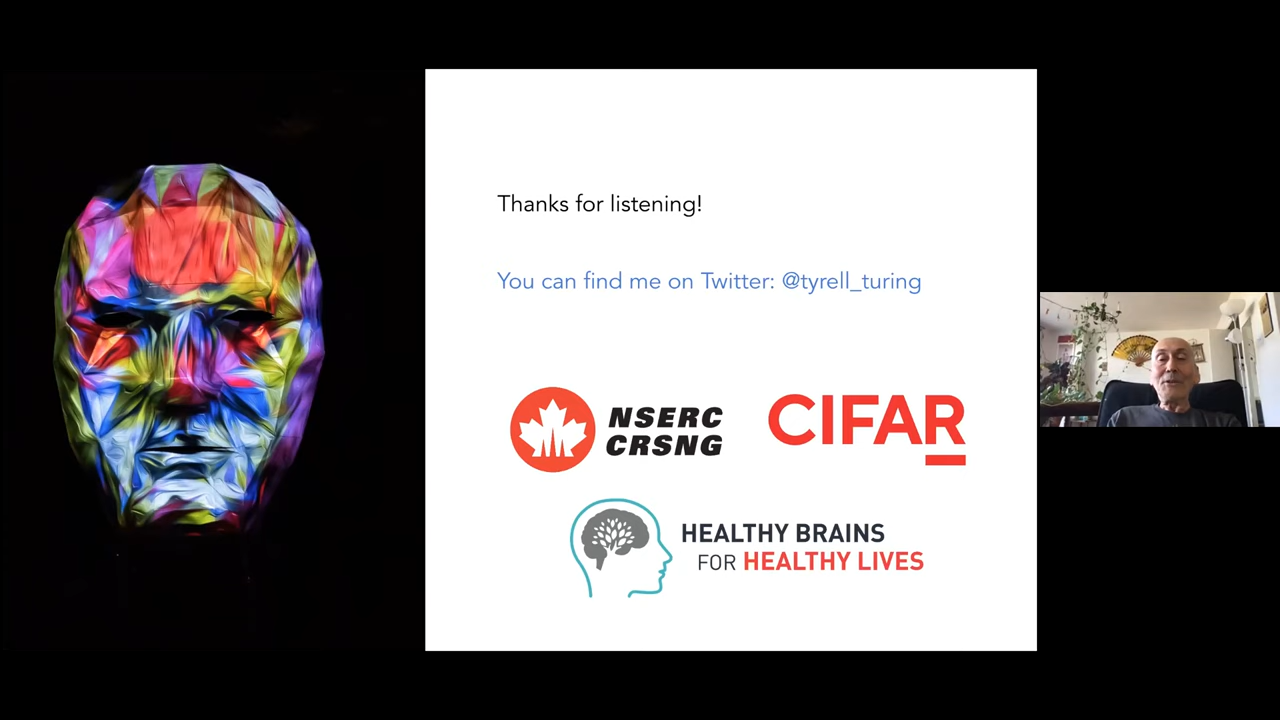 Thanks for listening!
You can find me on Twitter: @tyrell_turing
NSERC
CRSNG
CIFAR
HEALTHY BRAINS
FOR HEALTHY LIVES